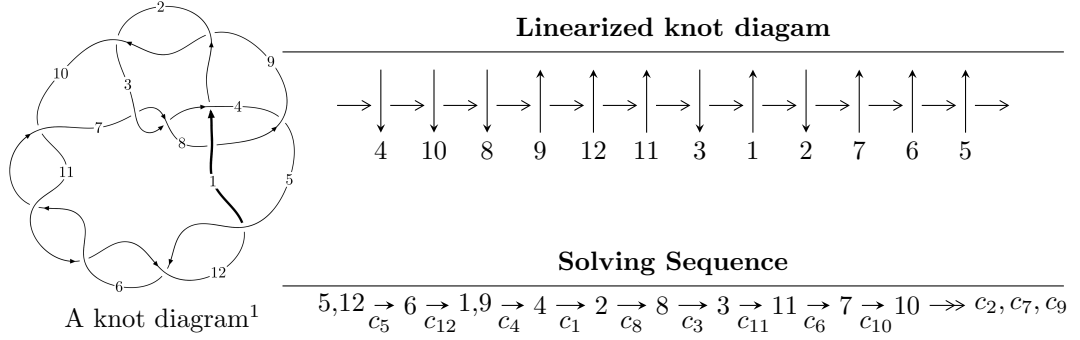 2
9
10
3
4
7
8
11
1
5
12
6
A knot diagram1
Linearized knot diagam
4 10 8 9 12 11 3 1 2 7 6 5
Solving Sequence
5,12 → 6 → 1,9 → 4 → 2 → 8 → 3 → 11 → 7 → 10 →→ c2, c7, c9
c5 c12 c4 c1 c8 c3 c11 c6 c10